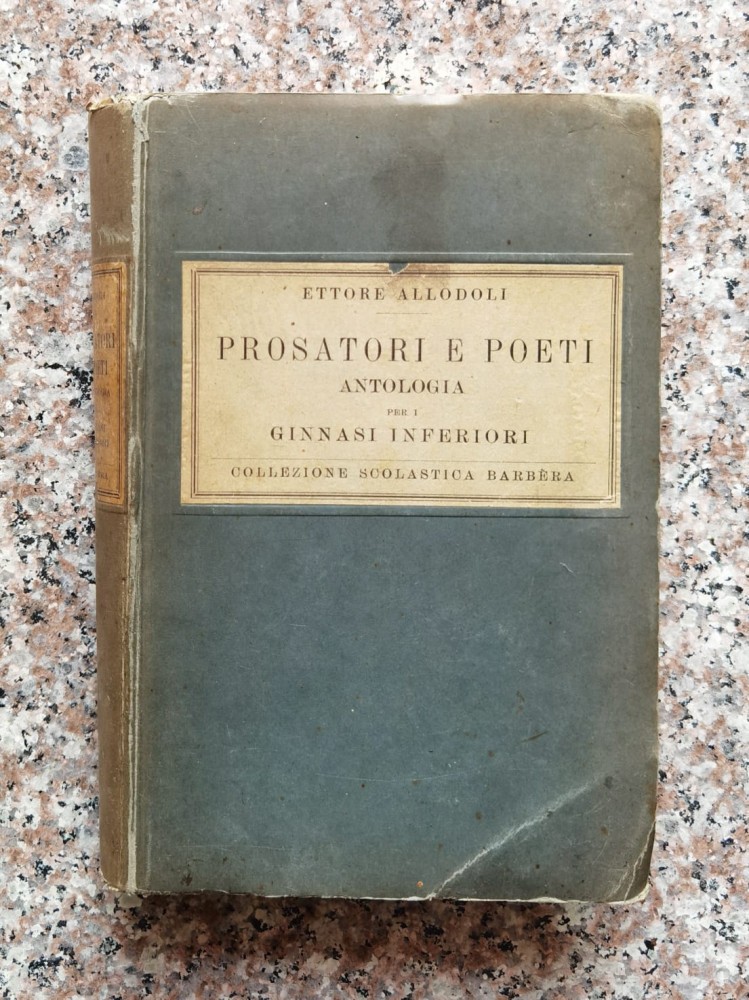 ETTORE ALLODOLI
PROSATORI E POETI
ANTOLOGIA
PER I
GINNASI INFERIORI
COLLEZIONE SCOLASTICA BARBÈRA